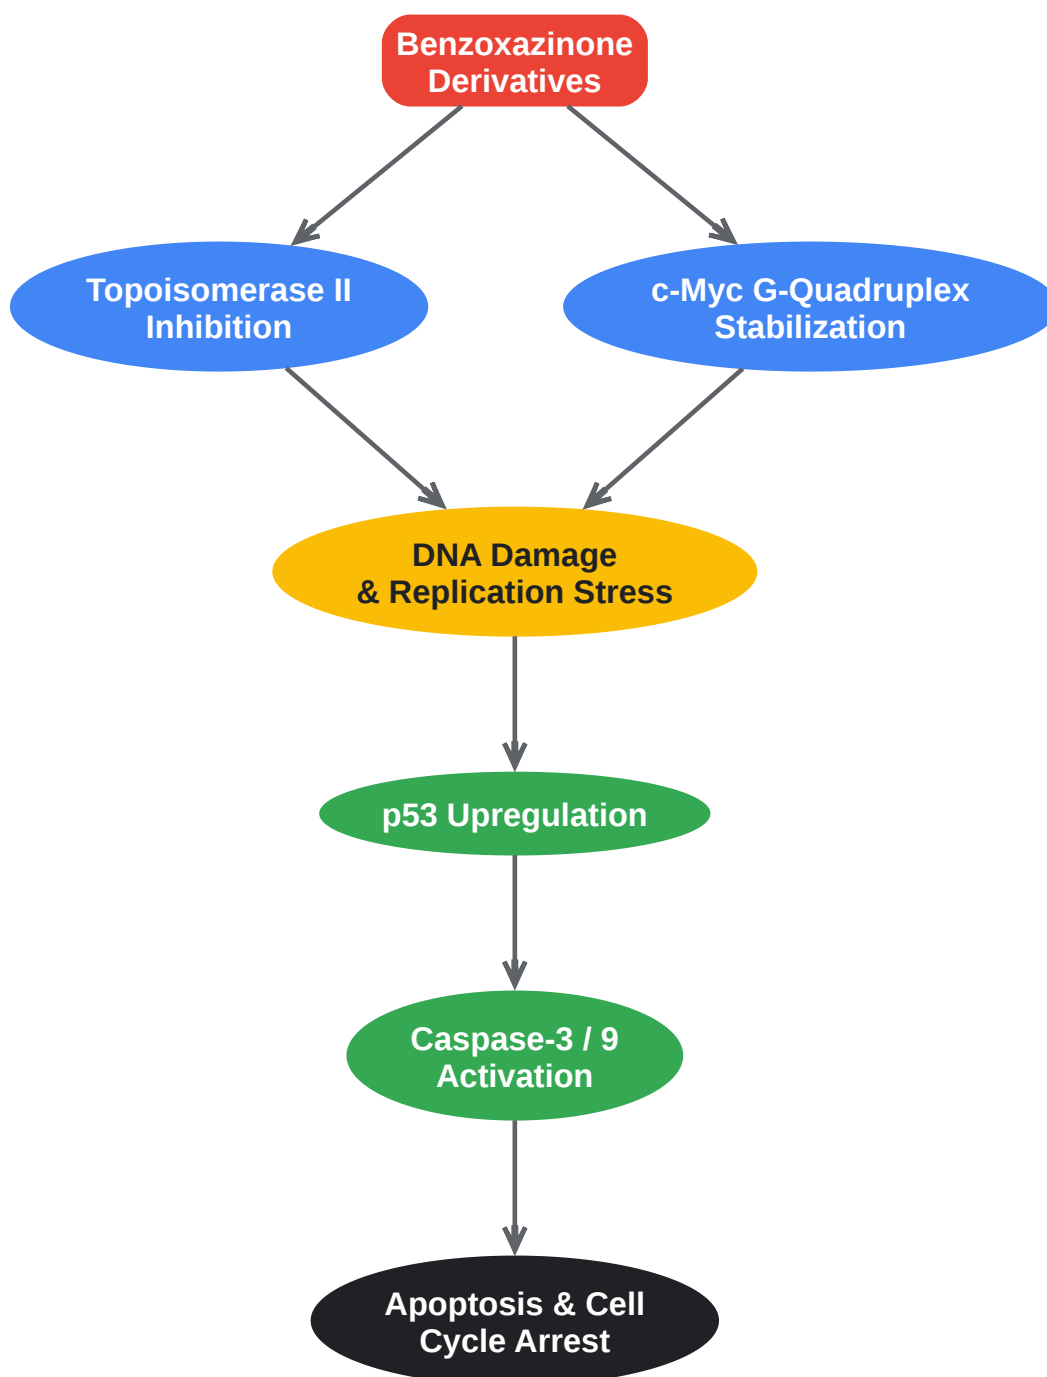 Benzoxazinone
Derivatives
Topoisomerase II
Inhibition
c-Myc G-Quadruplex
Stabilization
DNA Damage
& Replication Stress
p53 Upregulation
Caspase-3 / 9
Activation
Apoptosis & Cell
Cycle Arrest